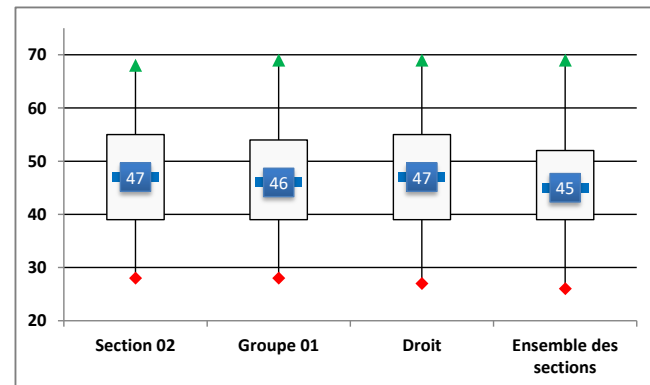 70
60
50
40
30
20
47
46
47
45
Section 02
Groupe 01
Droit
Ensemble des
sections